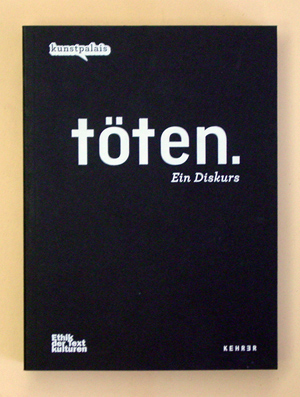 kunstpalais
töten.
Ein Diskurs
Ethik
der Text
kulturen
KEHRER